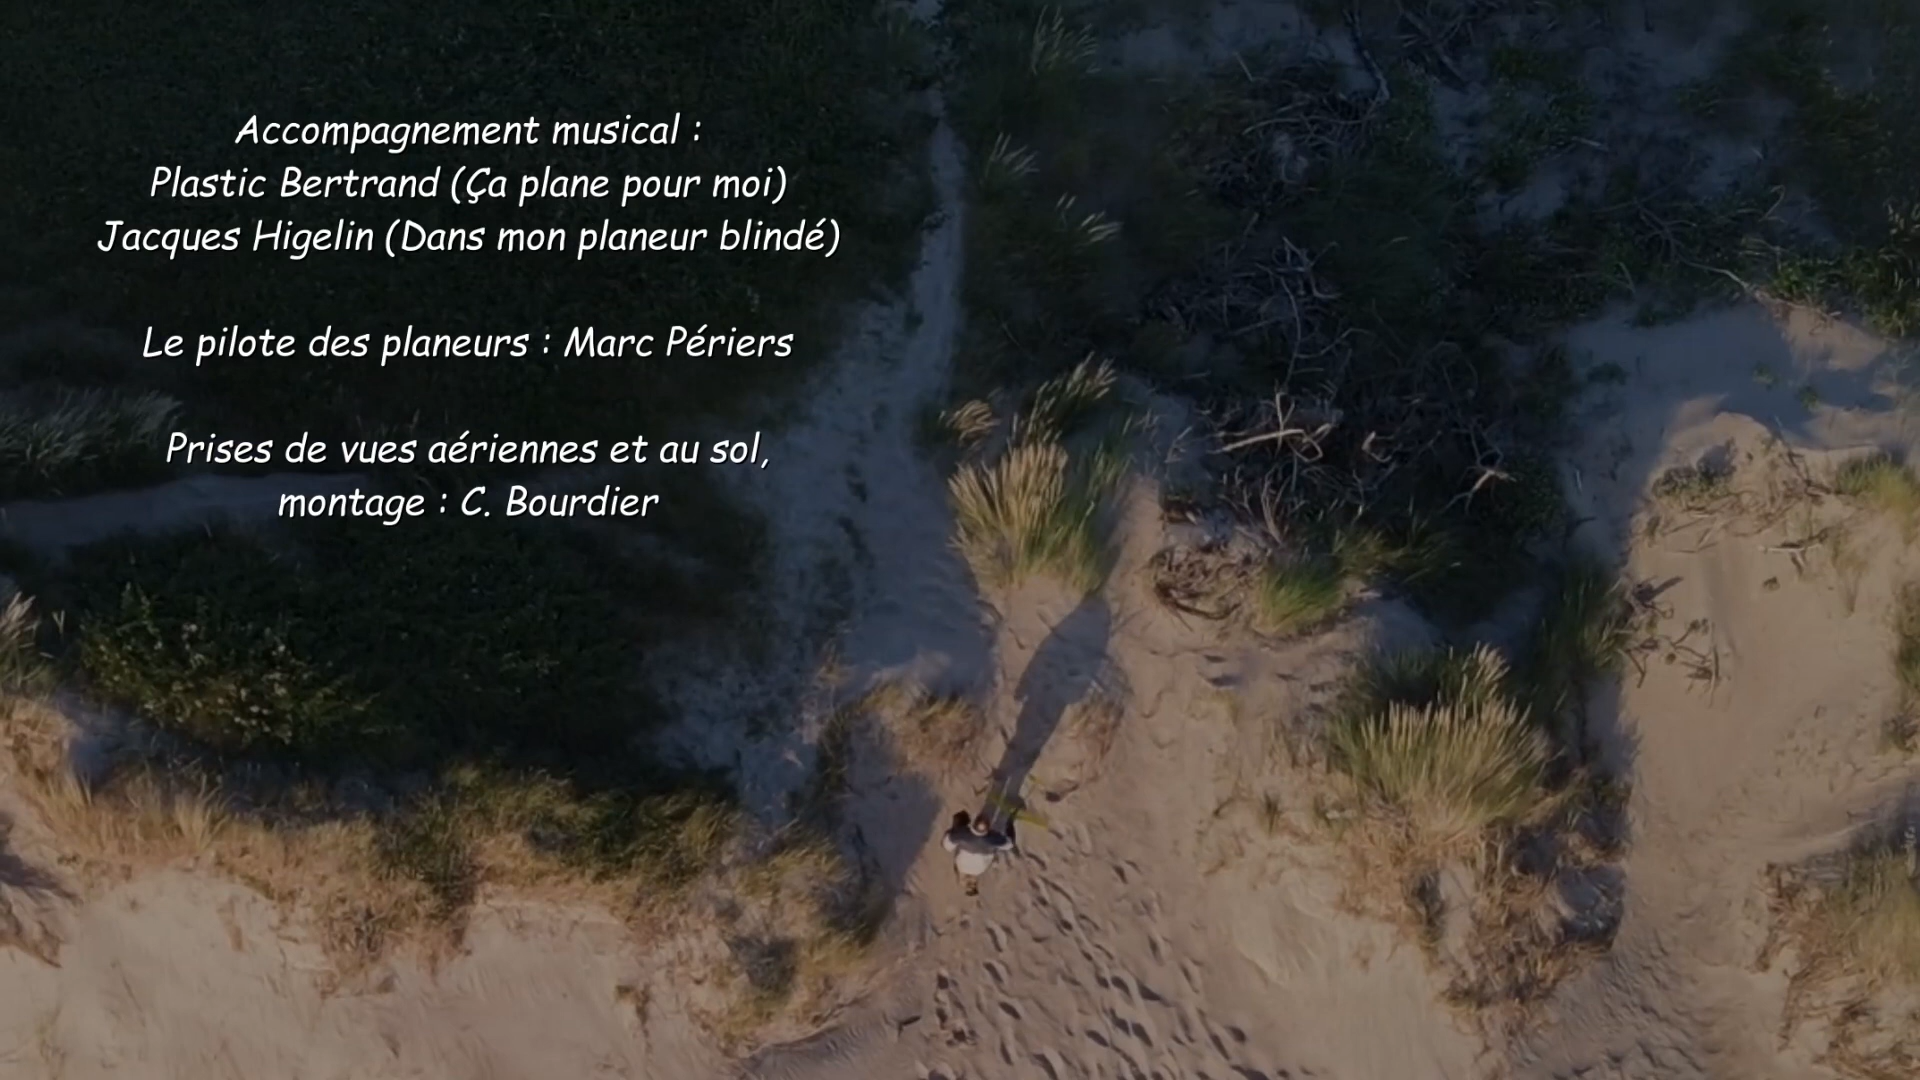 Accompagnement musical :
Plastic Bertrand (Ça plane pour moi)
Jacques Higelin (Dans mon planeur blindé)
Le pilote des planeurs : Marc Périers
Prises de vues aériennes et au sol,
montage : C. Bourdier